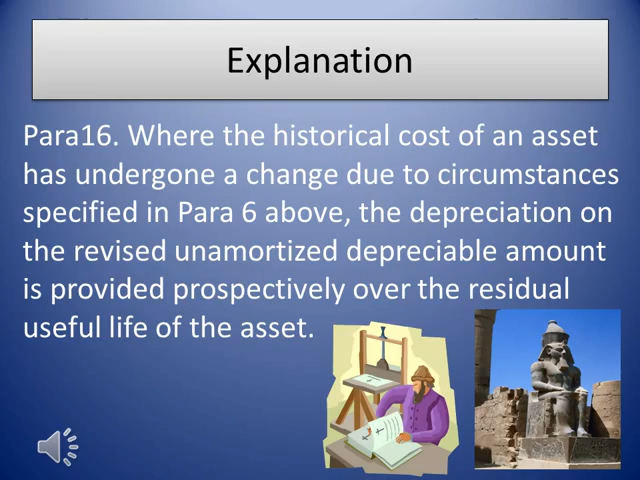 Explanation
Para16. Where the historical cost of an asset
has undergone a change due to circumstances
specified in Para 6 above, the depreciation on
the revised unamortized depreciable amount
is provided prospectively over the residual
useful life of the asset.